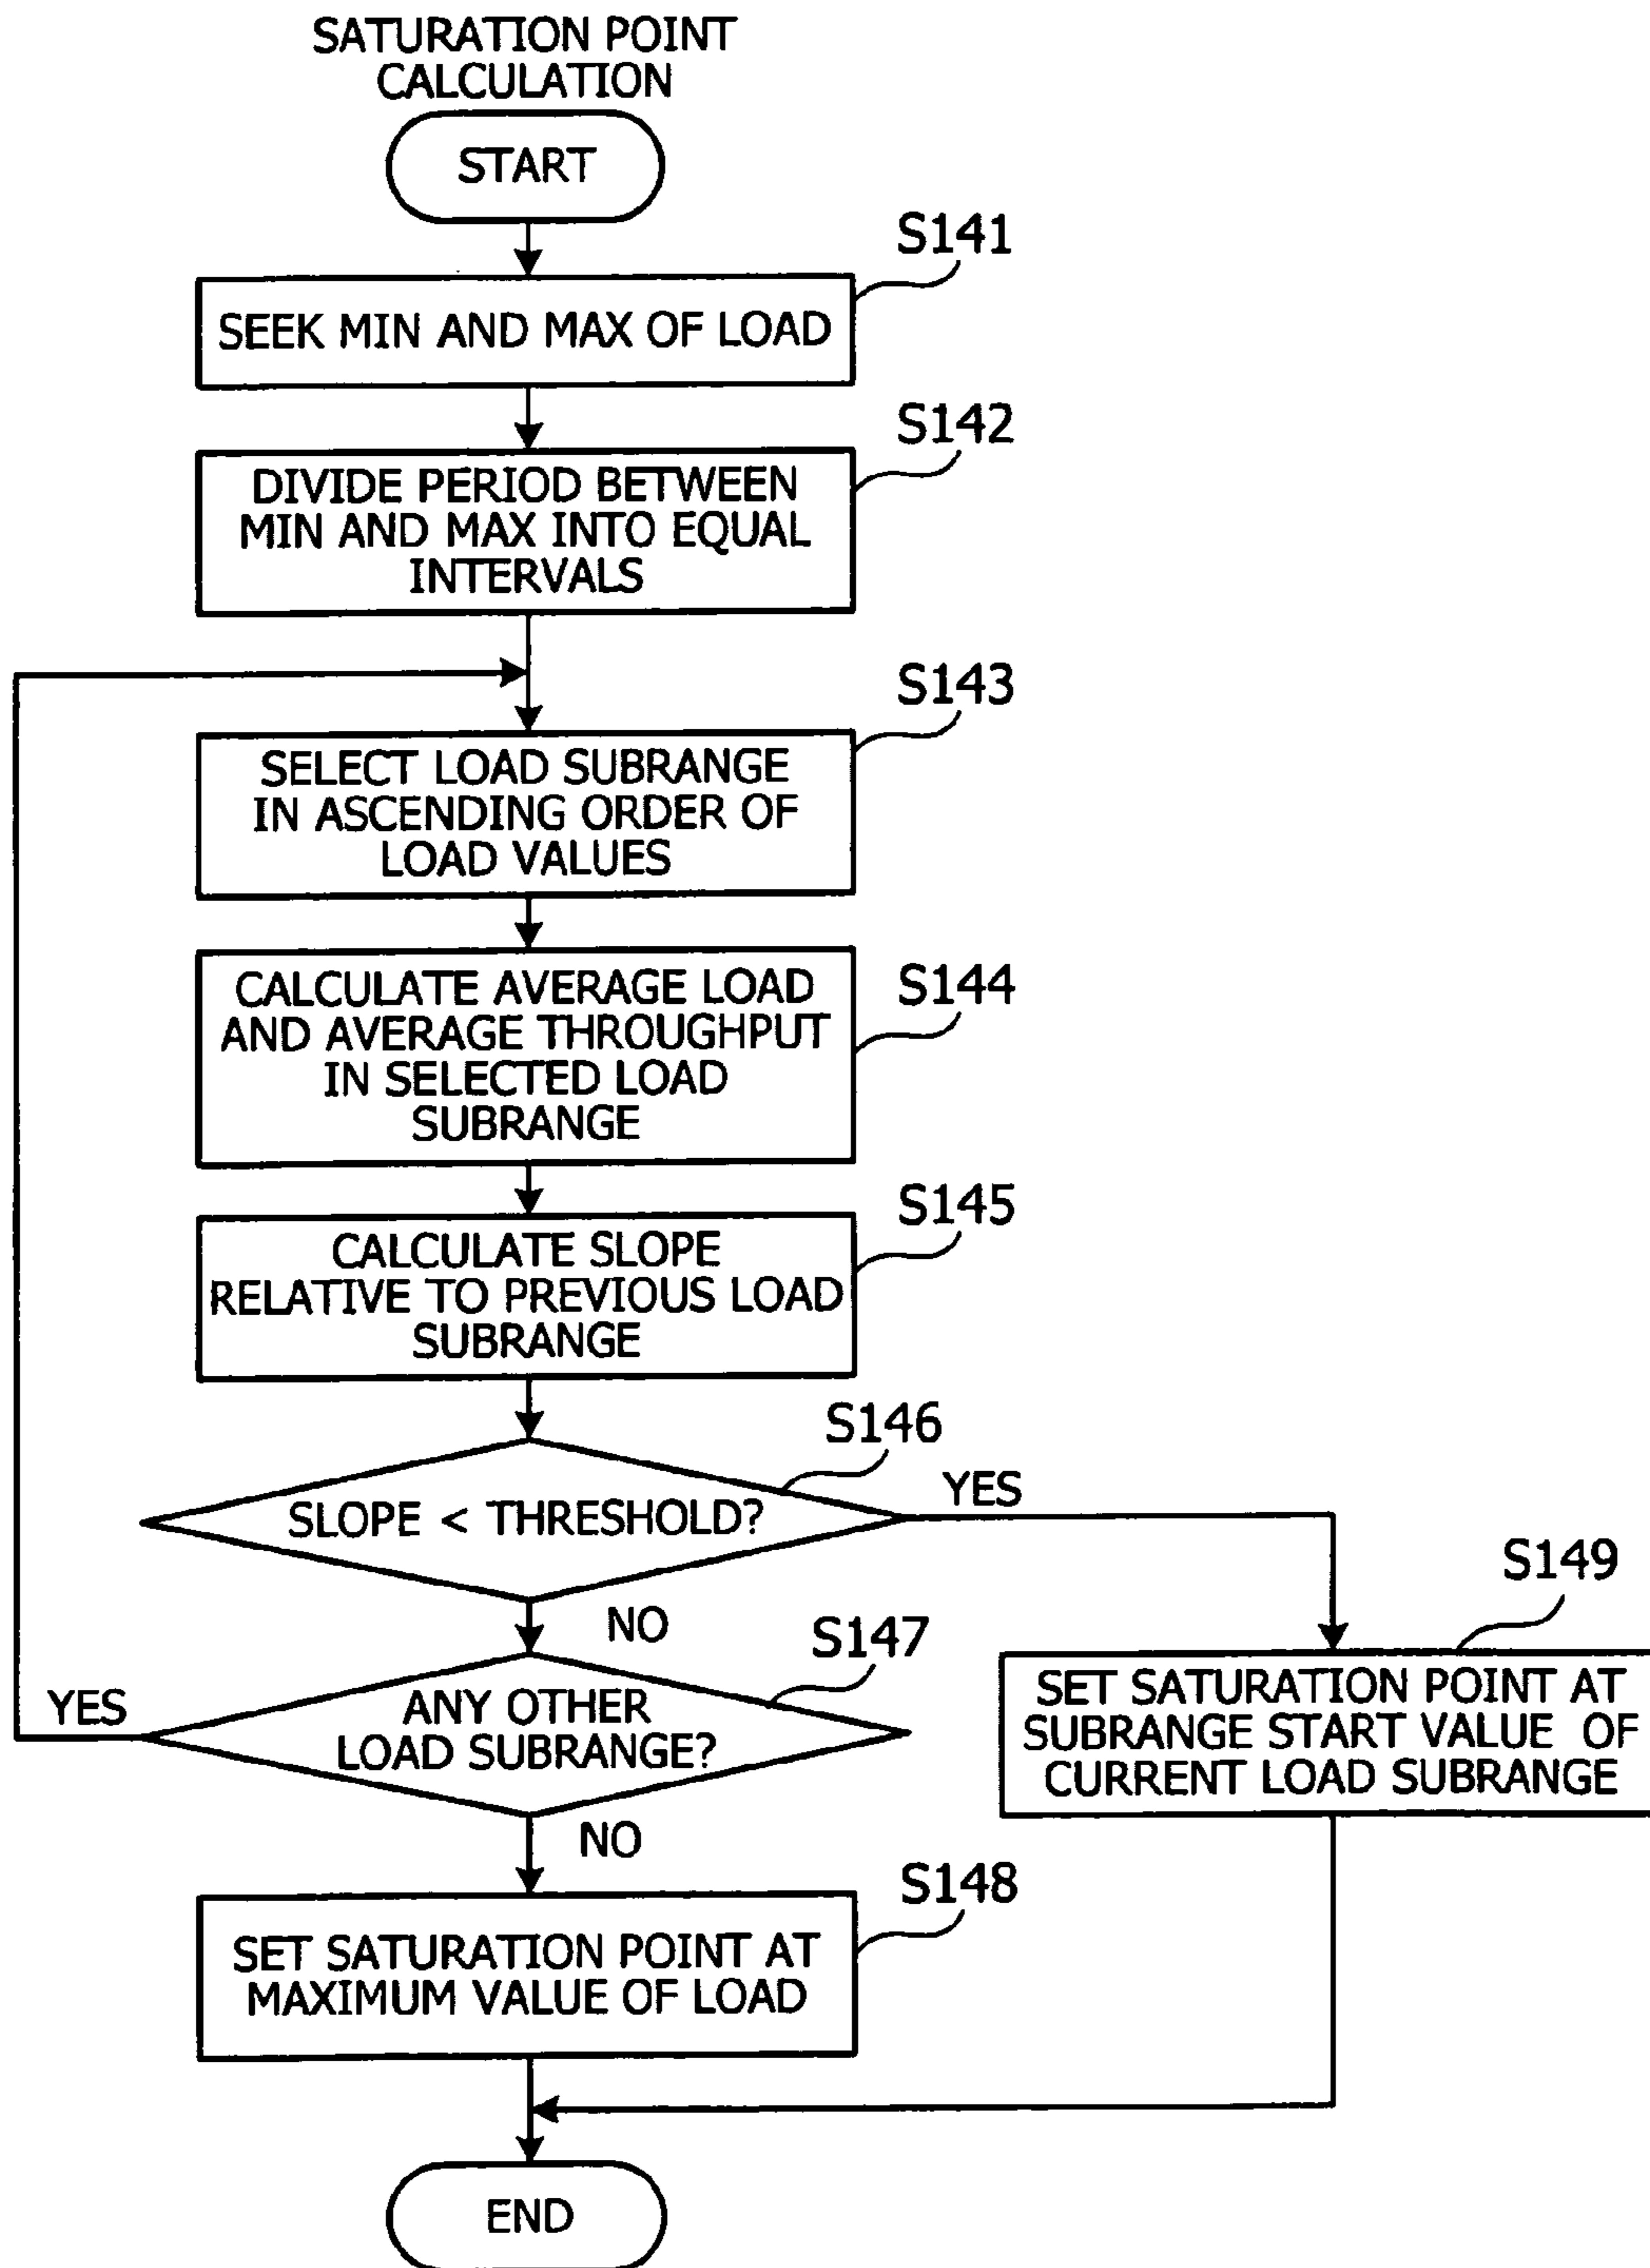 SATURATION POINT
CALCULATION
START
S141
SEEK MIN AND MAX OF LOAD
S142
DIVIDE PERIOD BETWEEN
MIN AND MAX INTO EQUAL
INTERVALS
S143
SELECT LOAD SUBRANGE
IN ASCENDING ORDER OF
LOAD VALUES
S144
CALCULATE AVERAGE LOAD
AND AVERAGE THROUGHPUT
IN SELECTED LOAD
SUBRANGE
S145
CALCULATE SLOPE
RELATIVE TO PREVIOUS LOAD
SUBRANGE
S146
SLOPE < THRESHOLD?
YES
NO
S147
ANY OTHER
LOAD SUBRANGE?
YES
NO
S149
SET SATURATION POINT AT
SUBRANGE START VALUE OF
CURRENT LOAD SUBRANGE
S148
SET SATURATION POINT AT
MAXIMUM VALUE OF LOAD
END